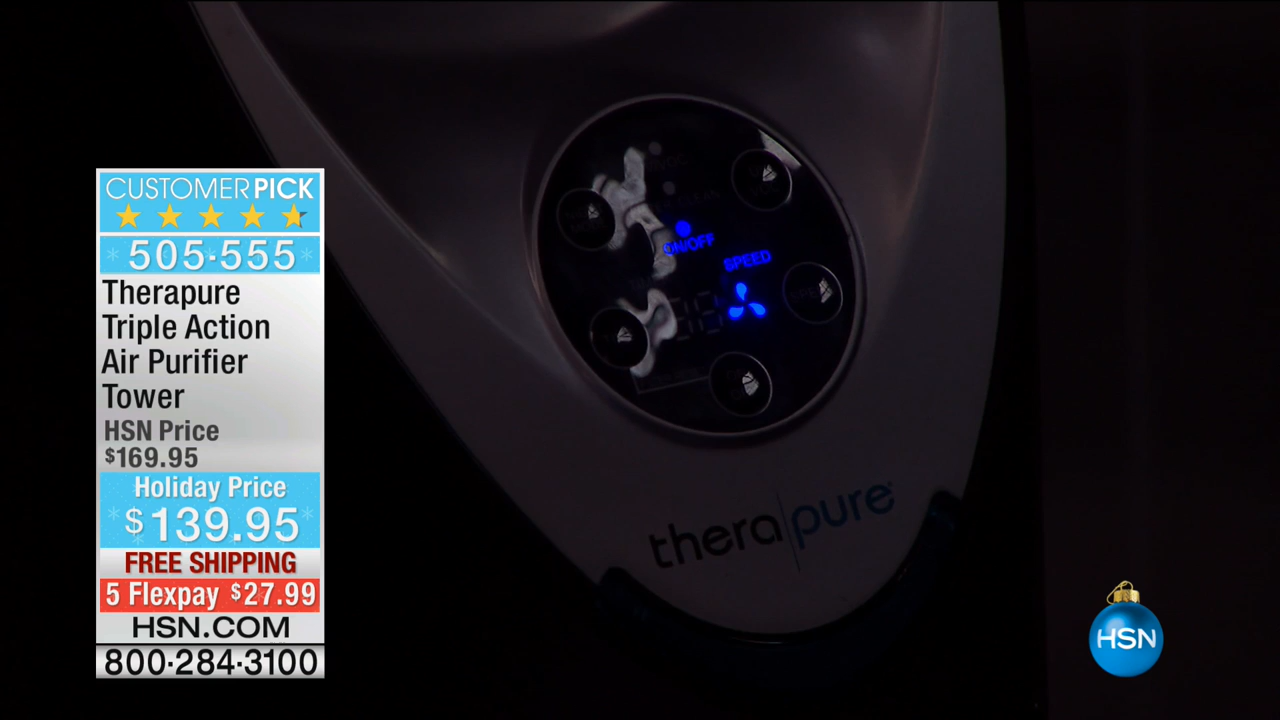 CUSTOMER PICK
505·555
Therapure
Triple Action
Air Purifier
Tower
HSN Price
$169.95
Holiday Price
$139.95
FREE SHIPPING
5 Flexpay $27.99
HSN.COM
800·284·3100
ON/OFF
SPEED
thera|pure
HSN